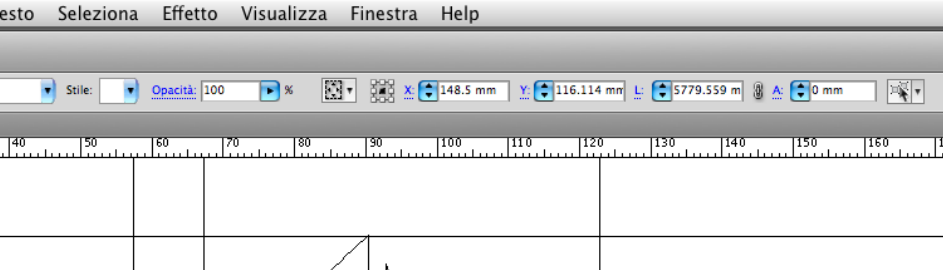 esto Seleziona Effetto Visualizza Finestra Help
Stile: Opacità: 100 % X: 148.5 mm Y: 116.114 mm L: 5779.559 m A: 0 mm
40 50 60 70 80 90 100 110 120 130 140 150 160 1